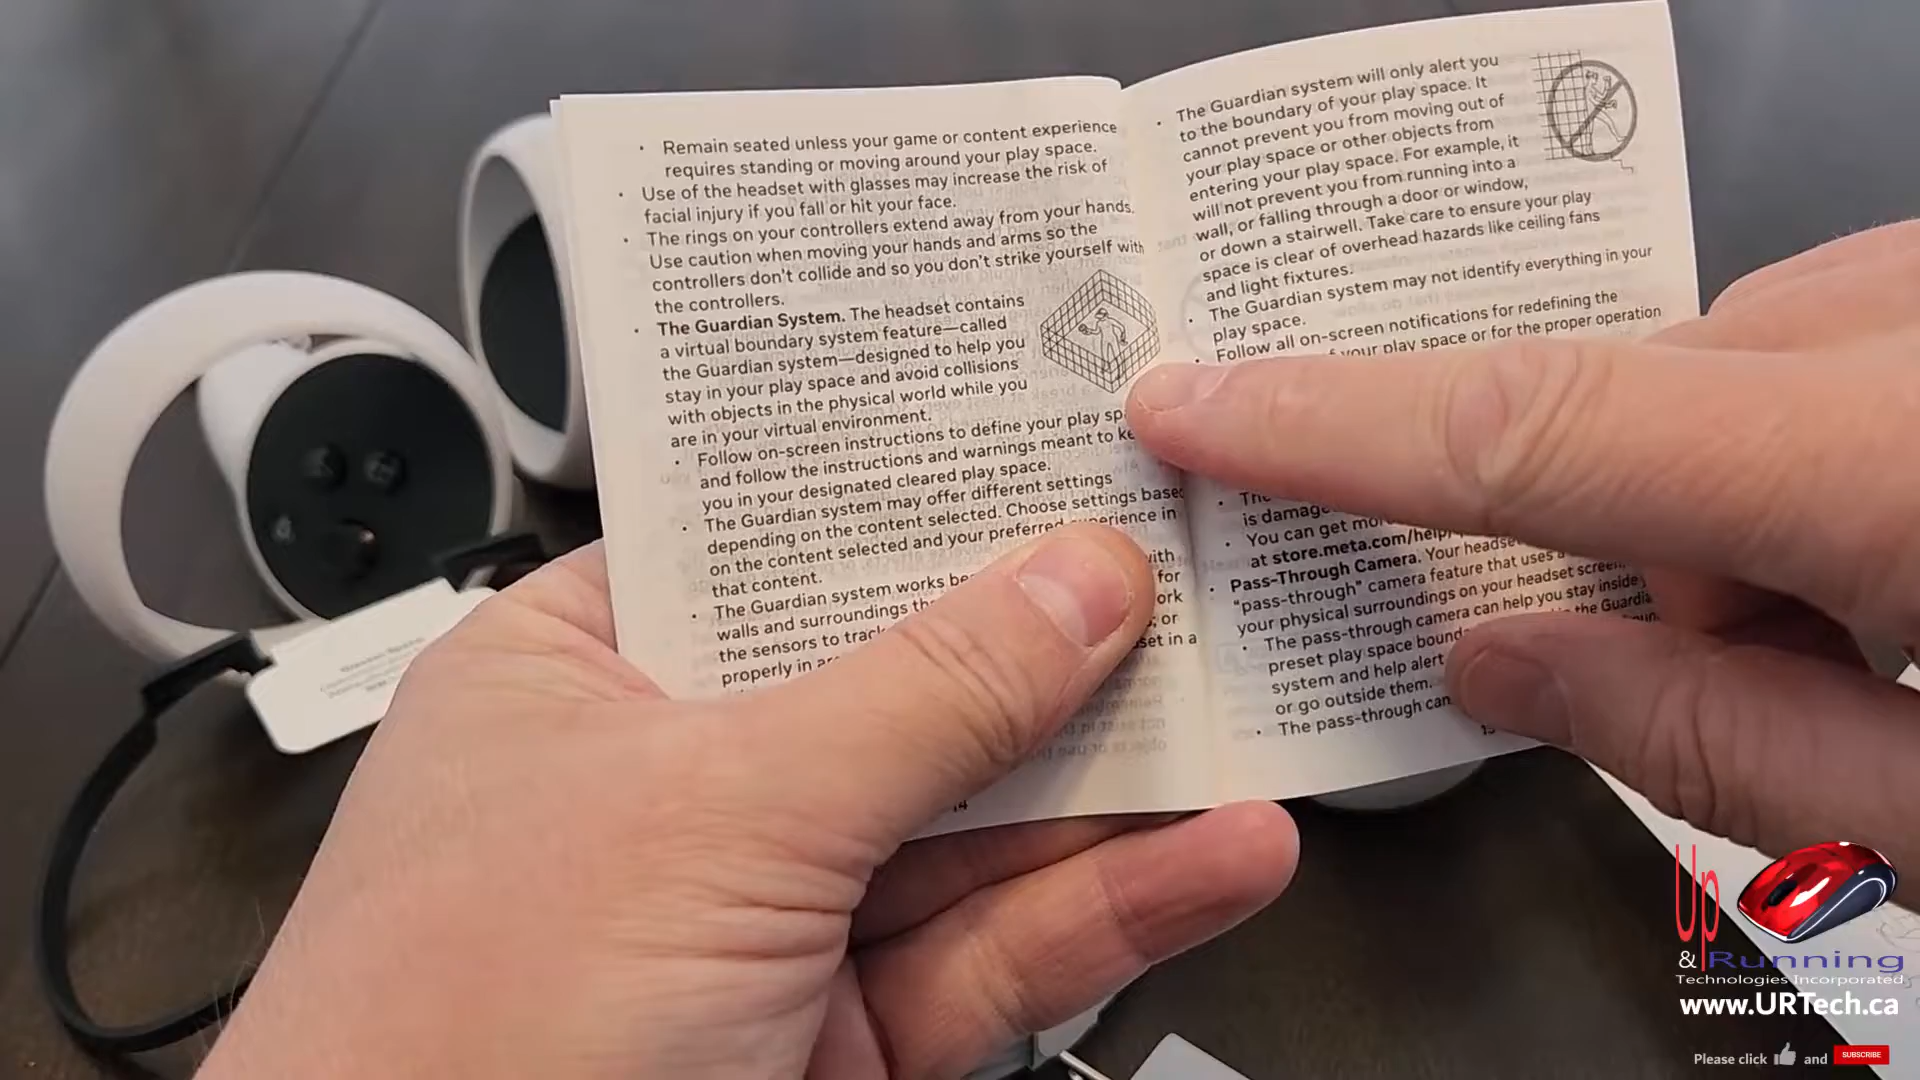 • Remain seated unless your game or content experience
requires standing or moving around your play space.
• Use of the headset with glasses may increase the risk of
facial injury if you fall or hit your face.
• The rings on your controllers extend away from your hands.
Use caution when moving your hands and arms so the
controllers don't collide and so you don't strike yourself with
the controllers.
• The Guardian System. The headset contains
a virtual boundary system feature—called
the Guardian system—designed to help you
stay in your play space and avoid collisions
with objects in the physical world while you
are in your virtual environment.
• Follow on-screen instructions to define your play
and follow the instructions and warnings meant to
you in your designated cleared play space.
• The Guardian system may offer different settings
depending on the content selected. Choose settings based
on the content selected and your preferred experience in
that content.
• The Guardian system works with
walls and surroundings for
the sensors to track
properly in
or
in a
14
• The Guardian system will only alert you
to the boundary of your play space. It
cannot prevent you from moving out of
your play space or other objects from
entering your play space. For example, it
will not prevent you from running into a
wall, or falling through a door or window,
or down a stairwell. Take care to ensure your play
space is clear of overhead hazards like ceiling fans
and light fixtures.
• The Guardian system may not identify everything in your
play space.
• Follow all on-screen notifications for redefining the
of your play space or for the proper operation
• The
is
• You can get
at store.meta.com/help/
• Pass-Through Camera. Your
"pass-through" camera feature that uses
your physical surroundings on your headset screen.
• The pass-through camera can help you stay inside
preset play space the
system and help alert
or go outside them.
• The pass-through
Up
& Running
Technologies Incorporated
www.URTech.ca
Please click and SUBSCRIBE